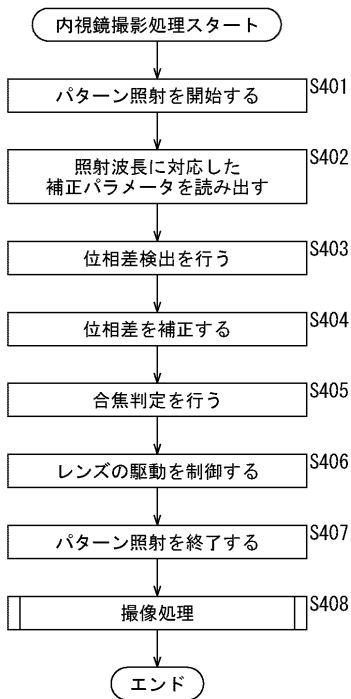 内視鏡撮影処理スタート
パターン照射を開始する
S401
照射波長に対応した
補正パラメータを読み出す
S402
位相差検出を行う
S403
位相差を補正する
S404
合焦判定を行う
S405
レンズの駆動を制御する
S406
パターン照射を終了する
S407
撮像処理
S408
エンド